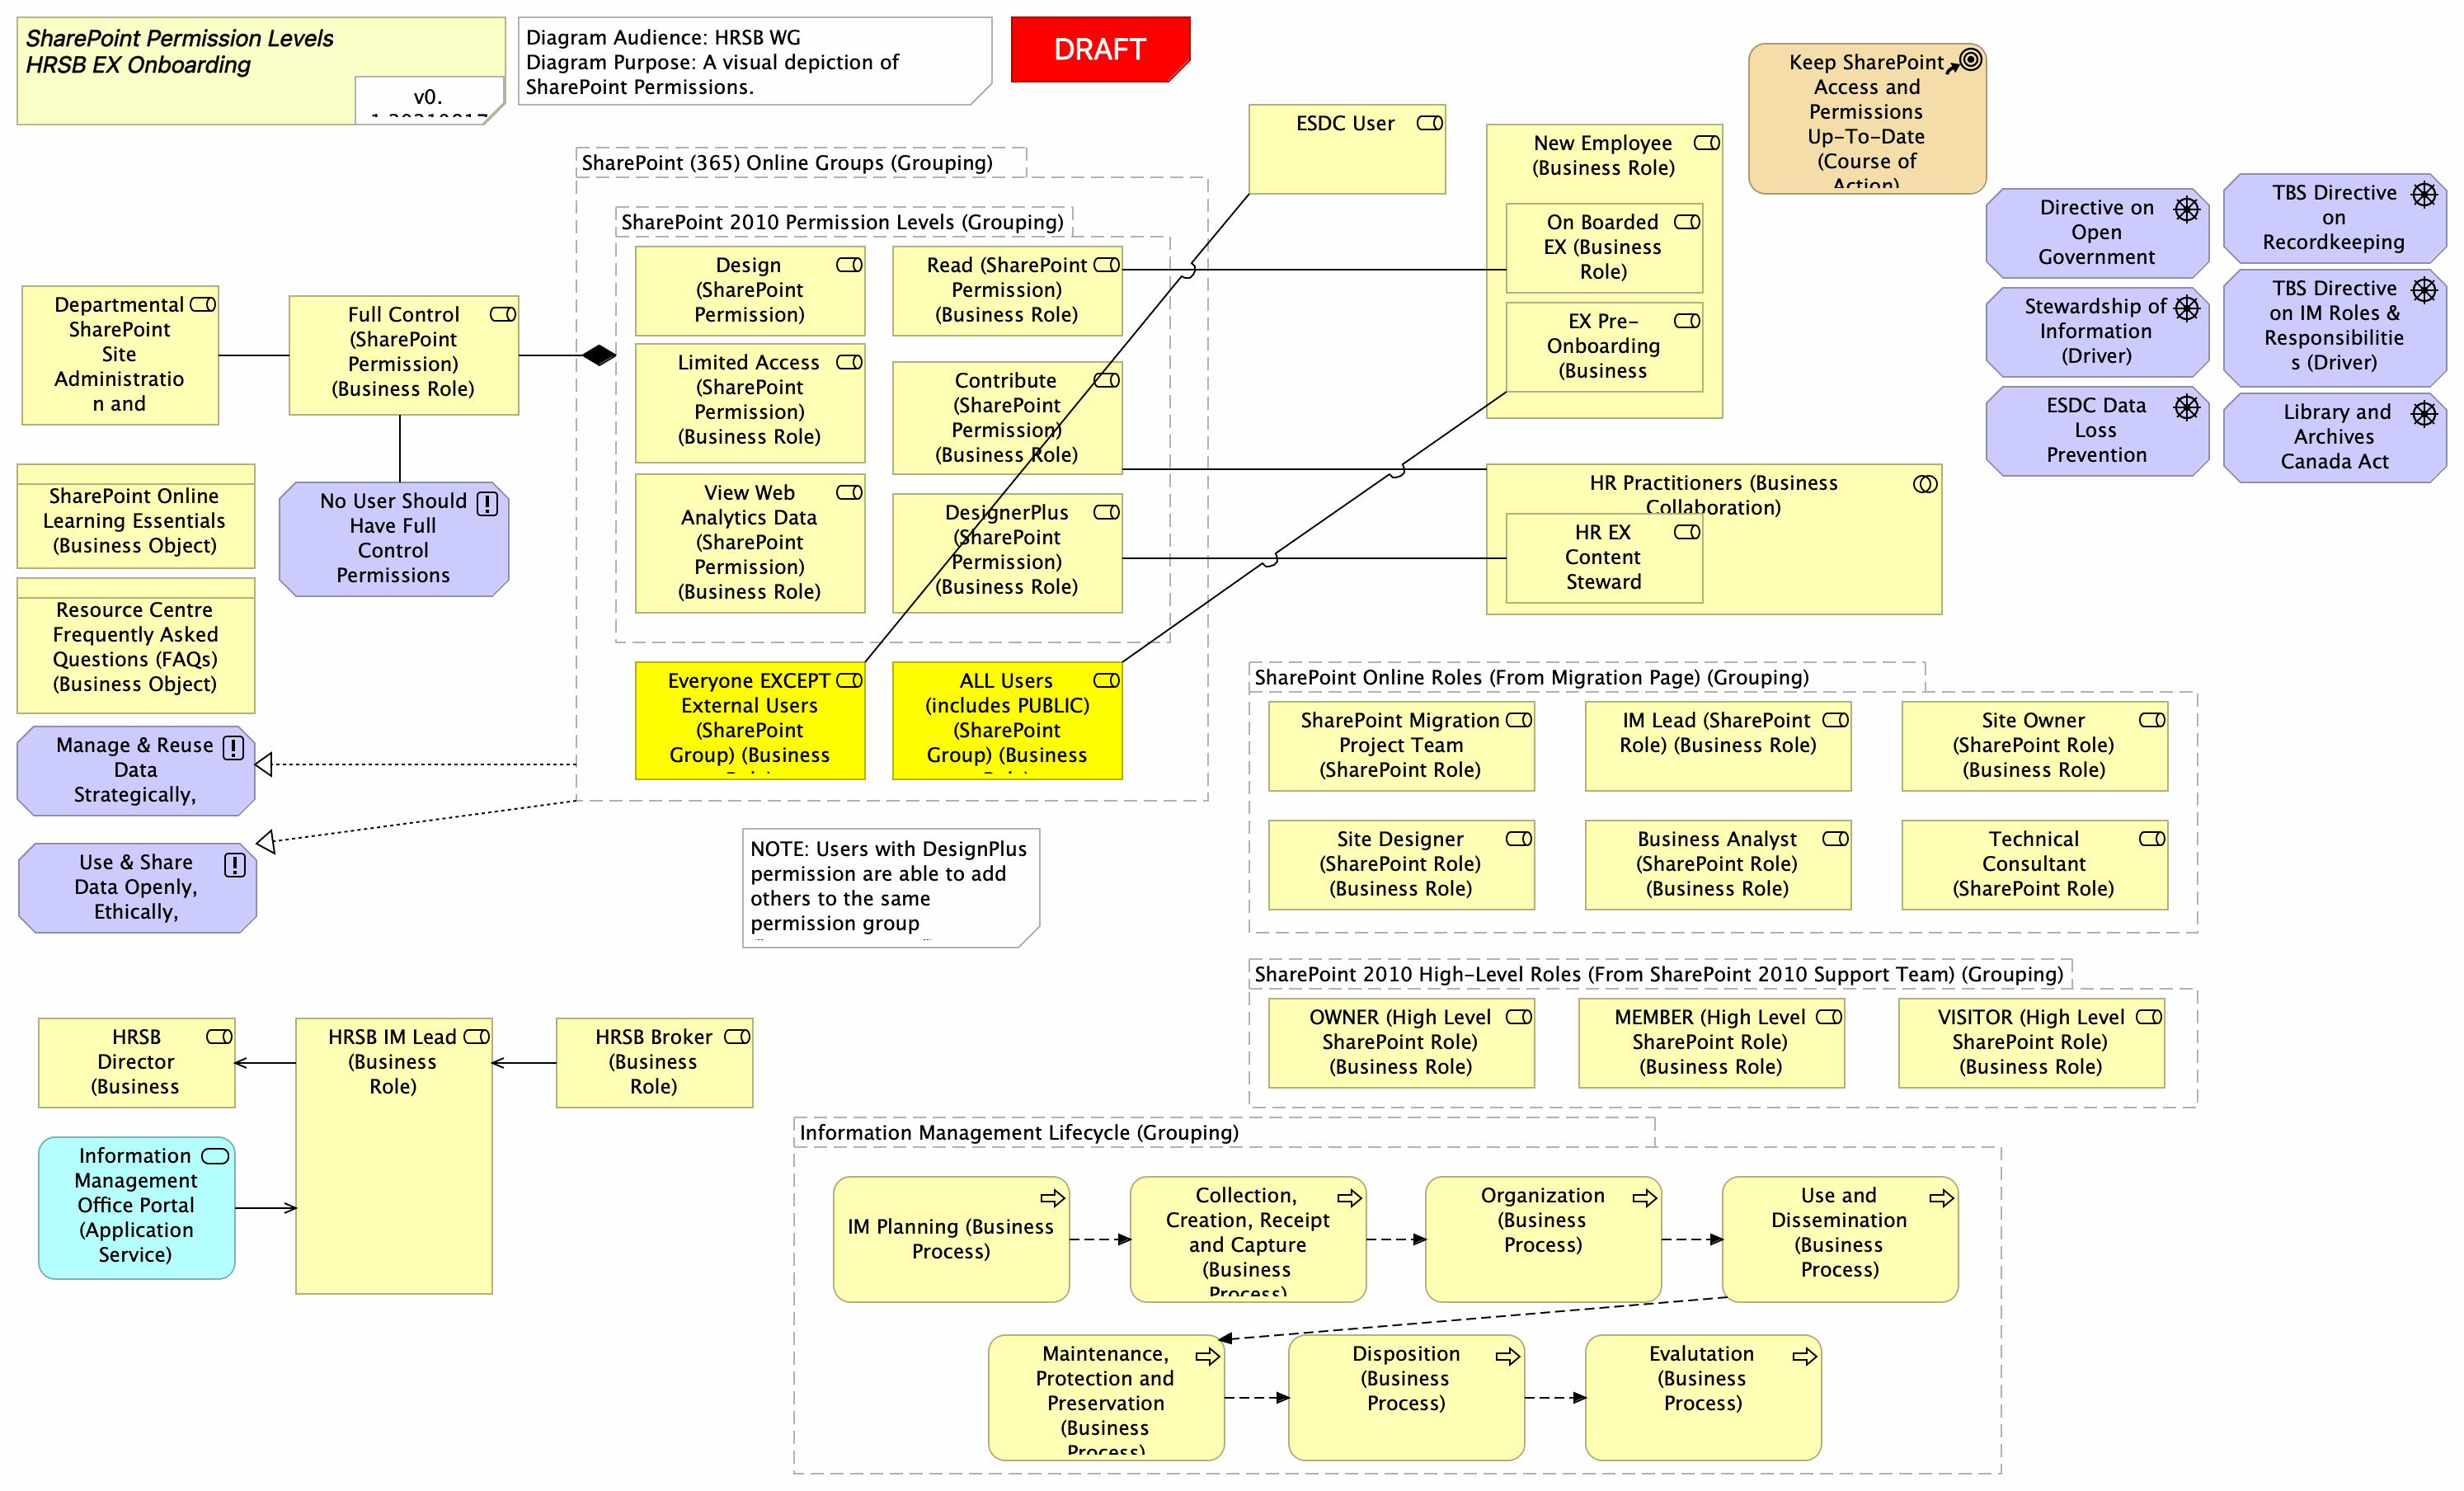 SharePoint Permission Levels
HRSB EX Onboarding
v0.
Diagram Audience: HRSB WG
Diagram Purpose: A visual depiction of
SharePoint Permissions.
DRAFT
Keep SharePoint
Access and
Permissions
Up-To-Date
(Course of
Action)
ESDC User
New Employee
(Business Role)
On Boarded
EX (Business
Role)
EX Pre-
Onboarding
(Business
Directive on
Open
Government
TBS Directive
on
Recordkeeping
Stewardship of
Information
(Driver)
TBS Directive
on IM Roles &
Responsibilitie
s (Driver)
ESDC Data
Loss
Prevention
Library and
Archives
Canada Act
SharePoint (365) Online Groups (Grouping)
SharePoint 2010 Permission Levels (Grouping)
Design
(SharePoint
Permission)
Read (SharePoint
Permission)
(Business Role)
Limited Access
(SharePoint
Permission)
(Business Role)
Contribute
(SharePoint
Permission)
(Business Role)
View Web
Analytics Data
(SharePoint
Permission)
(Business Role)
DesignerPlus
(SharePoint
Permission)
(Business Role)
Everyone EXCEPT
External Users
(SharePoint
Group) (Business
ALL Users
(includes PUBLIC)
(SharePoint
Group) (Business
Departmental
SharePoint
Site
Administratio
n and
Full Control
(SharePoint
Permission)
(Business Role)
No User Should
Have Full
Control
Permissions
SharePoint Online
Learning Essentials
(Business Object)
Resource Centre
Frequently Asked
Questions (FAQs)
(Business Object)
Manage & Reuse
Data
Strategically,
Use & Share
Data Openly,
Ethically,
HR Practitioners (Business
Collaboration)
HR EX
Content
Steward
NOTE: Users with DesignPlus
permission are able to add
others to the same
permission group
SharePoint Online Roles (From Migration Page) (Grouping)
SharePoint Migration
Project Team
(SharePoint Role)
IM Lead (SharePoint
Role) (Business Role)
Site Owner
(SharePoint Role)
(Business Role)
Site Designer
(SharePoint Role)
(Business Role)
Business Analyst
(SharePoint Role)
(Business Role)
Technical
Consultant
(SharePoint Role)
SharePoint 2010 High-Level Roles (From SharePoint 2010 Support Team) (Grouping)
OWNER (High Level
SharePoint Role)
(Business Role)
MEMBER (High Level
SharePoint Role)
(Business Role)
VISITOR (High Level
SharePoint Role)
(Business Role)
HRSB
Director
(Business
HRSB IM Lead
(Business
Role)
HRSB Broker
(Business
Role)
Information
Management
Office Portal
(Application
Service)
Information Management Lifecycle (Grouping)
IM Planning (Business
Process)
Collection,
Creation, Receipt
and Capture
(Business
Process)
Organization
(Business
Process)
Use and
Dissemination
(Business
Process)
Maintenance,
Protection and
Preservation
(Business
Process)
Disposition
(Business
Process)
Evalutation
(Business
Process)